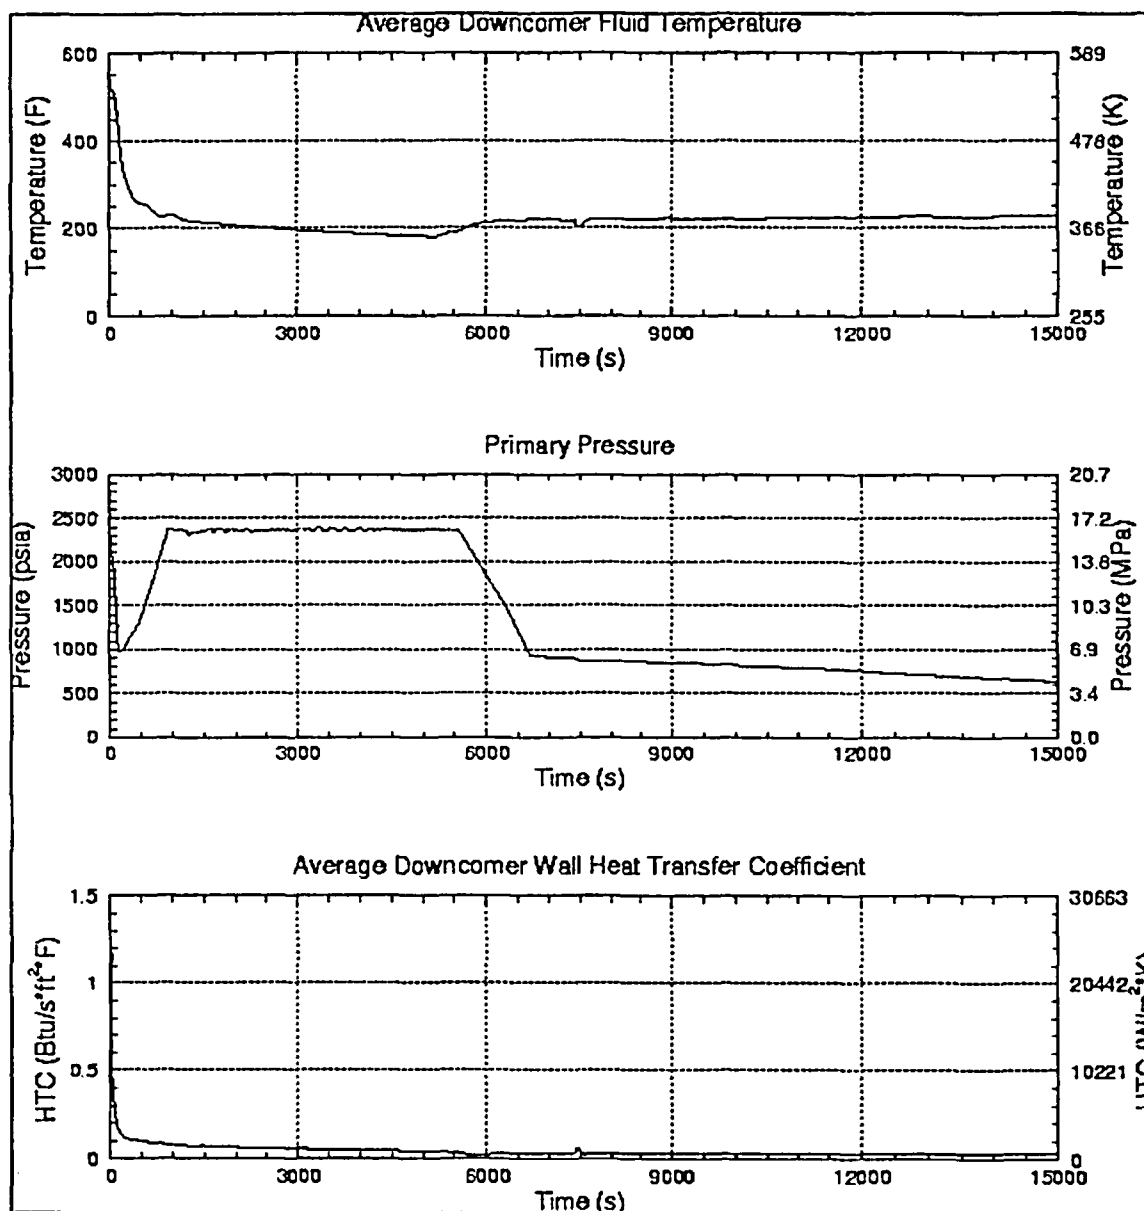 Average Downcomer Fluid Temperature
600
400
200
0
589
478
366
255
Temperature (F)
Temperature (K)
0 3000 6000 9000 12000 15000
Time (s)
Primary Pressure
3000
2500
2000
1500
1000
500
0
20.7
17.2
13.8
10.3
6.9
3.4
0.0
Pressure (psia)
Pressure (MPa)
0 3000 6000 9000 12000 15000
Time (s)
Average Downcomer Wall Heat Transfer Coefficient
1.5
1
0.5
0
30663
20442
10221
0
HTC (Btu/s*ft²*F)
HTC (W/m²*K)
0 3000 6000 9000 12000 15000
Time (s)